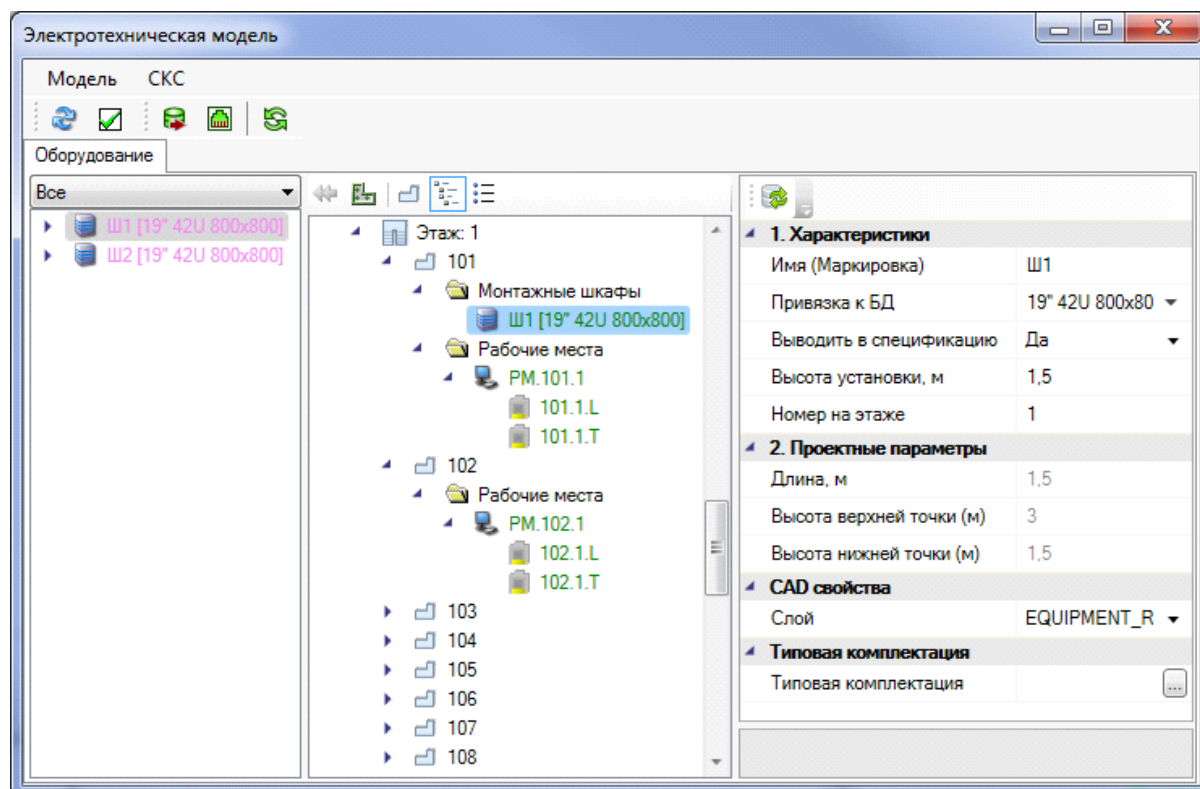 Электротехническая модель
Модель СКС
Оборудование
Все
Ш1 [19" 42U 800x800]
Ш2 [19" 42U 800x800]
Этаж: 1
101
Монтажные шкафы
Ш1 [19" 42U 800x800]
Рабочие места
РМ.101.1
101.1.L
101.1.T
102
Рабочие места
РМ.102.1
102.1.L
102.1.T
103
104
105
106
107
108
1. Характеристики
Имя (Маркировка) Ш1
Привязка к БД 19" 42U 800x80
Выводить в спецификацию Да
Высота установки, м 1,5
Номер на этаже 1
2. Проектные параметры
Длина, м 1,5
Высота верхней точки (м) 3
Высота нижней точки (м) 1,5
CAD свойства
Слой EQUIPMENT_R
Типовая комплектация
Типовая комплектация ...